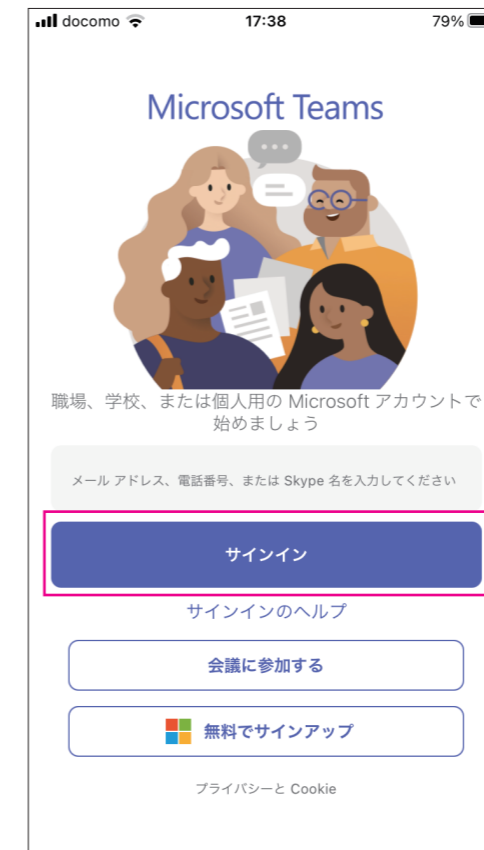 docomo 17:38 79%
Microsoft Teams
職場、学校、または個人用の Microsoft アカウントで
始めましょう
メール アドレス、電話番号、または Skype 名を入力してください
サインイン
サインインのヘルプ
会議に参加する
無料でサインアップ
プライバシーと Cookie